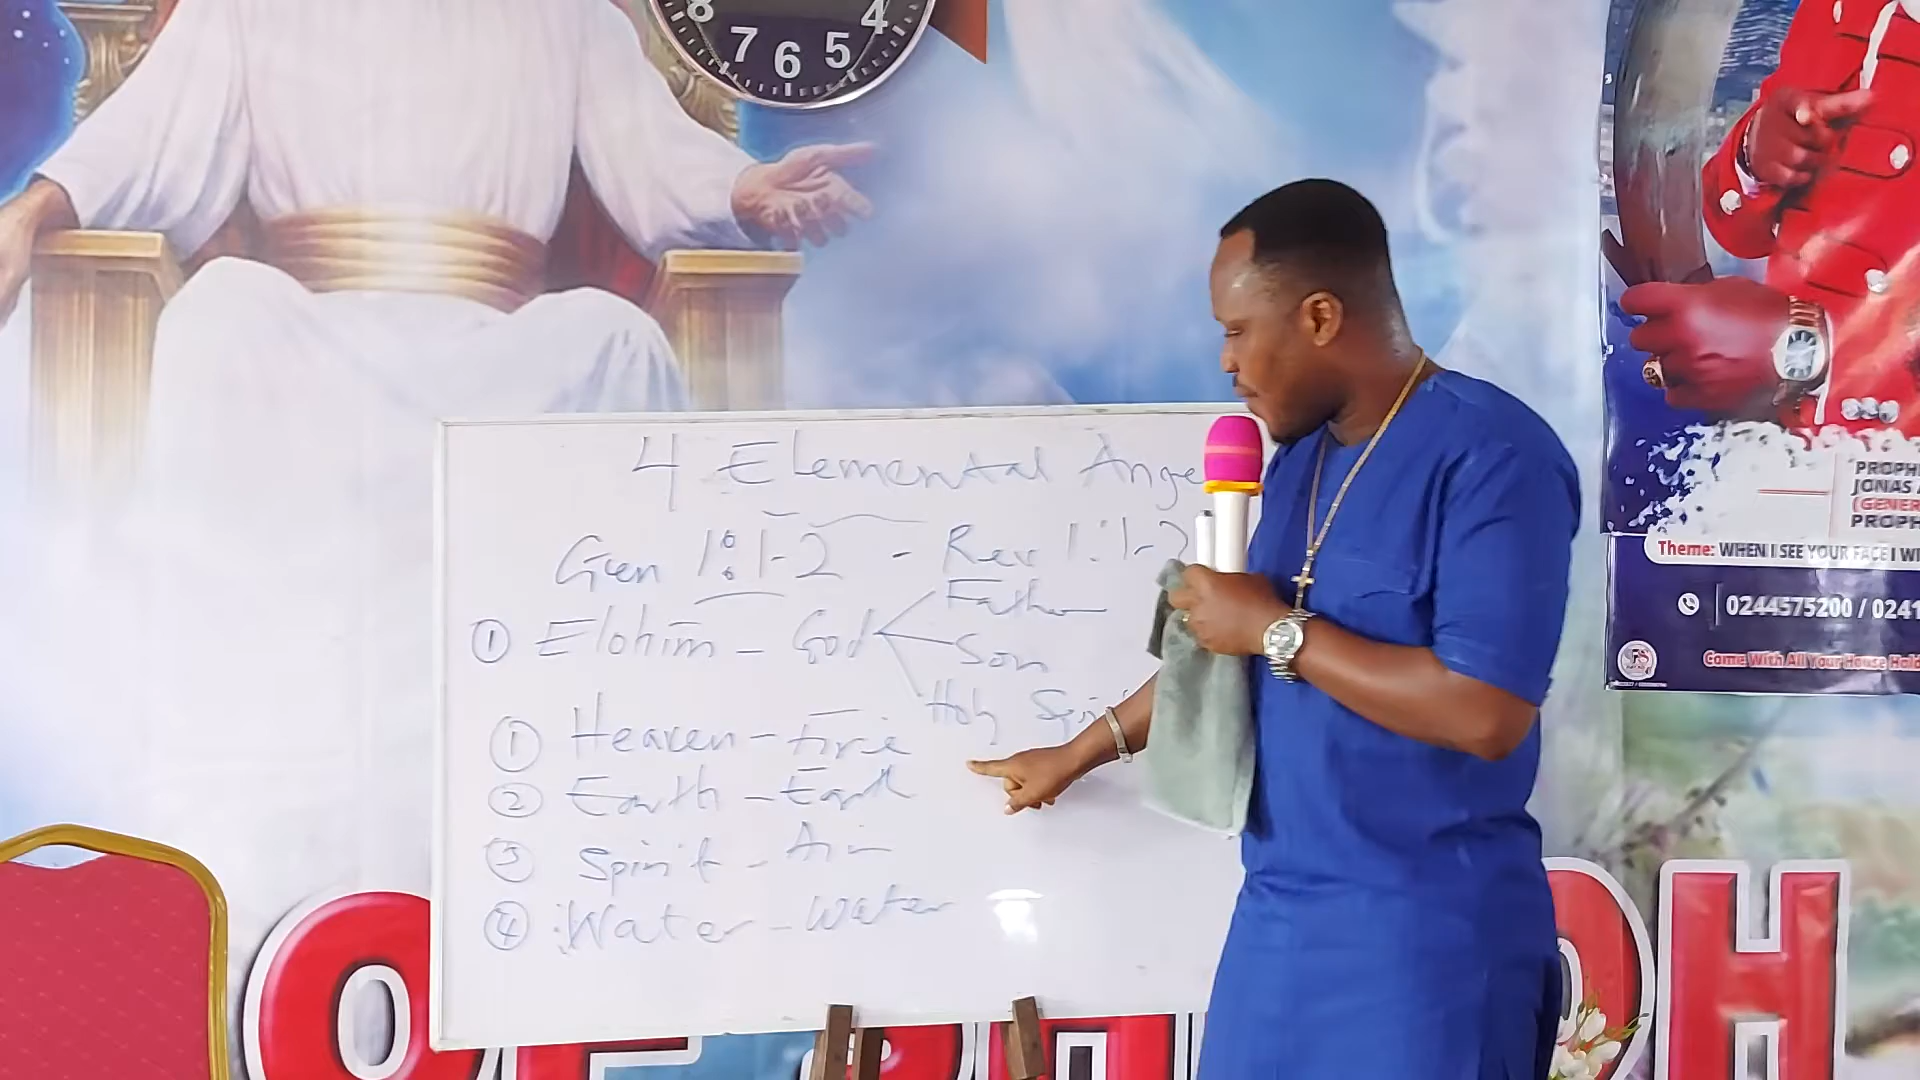 8 7 6 5 4
4 Elemental Ange
Gen 1:1-2 - Rev 1:1-2
① Elohim - God
Father
Son
Holy Spi
① Heaven - Fire
② Earth - Earth
③ Spirit - Air
④ Water - Water
PROPH
JONAS
(GENER
PROPH
Theme: WHEN I SEE YOUR FACE I WI
0244575200 / 0241
Come With All Your House Hold
OF
H